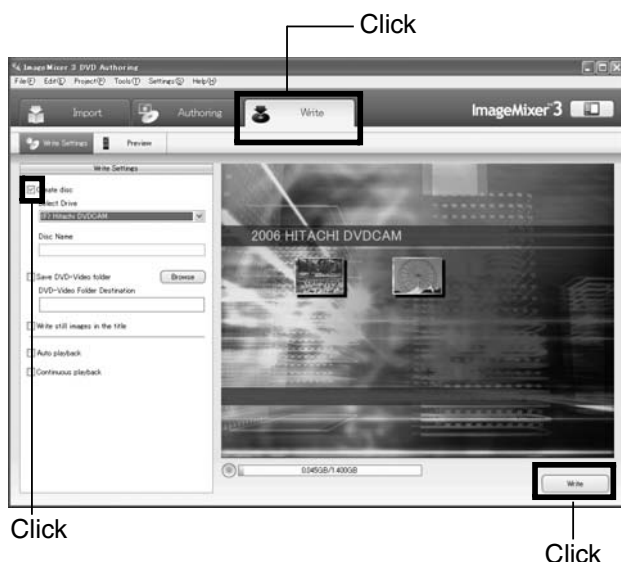 Click
ImageMixer 3 DVD Authoring
File(F) Edit(E) Project(P) Tools(T) Settings(S) Help(H)
Import
Authoring
Write
ImageMixer 3
Write Settings
Preview
Write Settings
Create disc
Select Drive
(F) Hitachi DVDCAM
Disc Name
Save DVD-Video folder
Browse
DVD-Video Folder Destination
Write still images in the title
Auto playback
Continuous playback
2006 HITACHI DVDCAM
0.045GB/1.400GB
Write
Click
Click